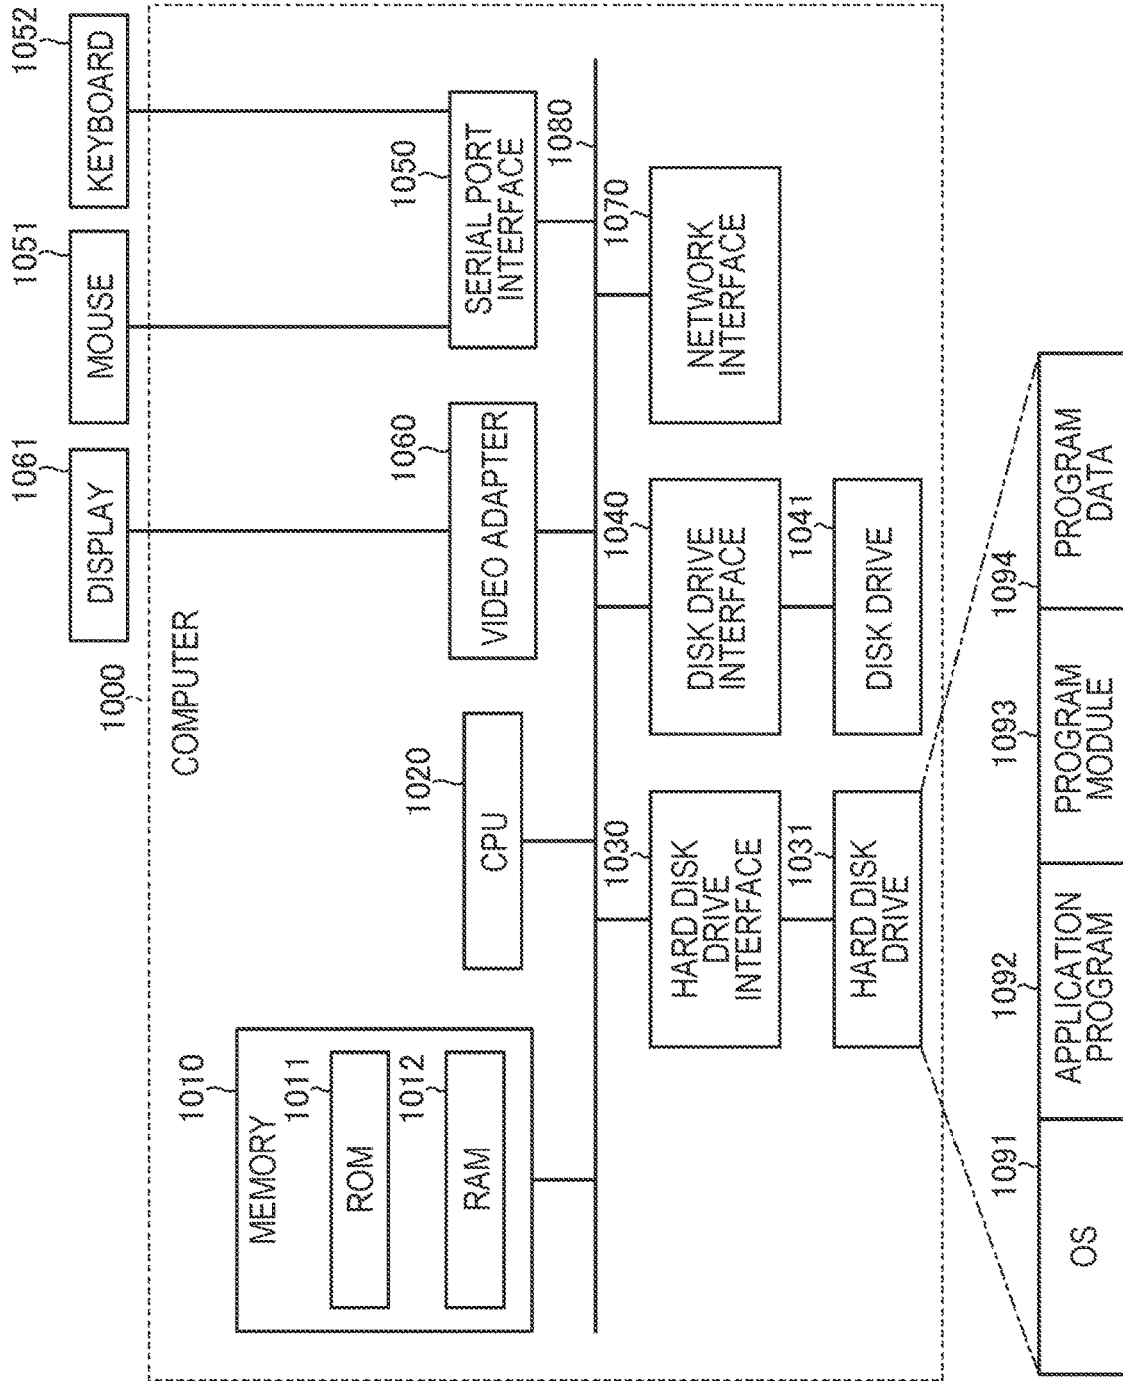 1000
COMPUTER
1010
MEMORY
1011
ROM
1012
RAM
1020
CPU
1061
DISPLAY
1051
MOUSE
1052
KEYBOARD
1060
VIDEO ADAPTER
1050
SERIAL PORT
INTERFACE
1080
1030
HARD DISK
DRIVE
INTERFACE
1040
DISK DRIVE
INTERFACE
1070
NETWORK
INTERFACE
1031
HARD DISK
DRIVE
1041
DISK DRIVE
1091
OS
1092
APPLICATION
PROGRAM
1093
PROGRAM
MODULE
1094
PROGRAM
DATA